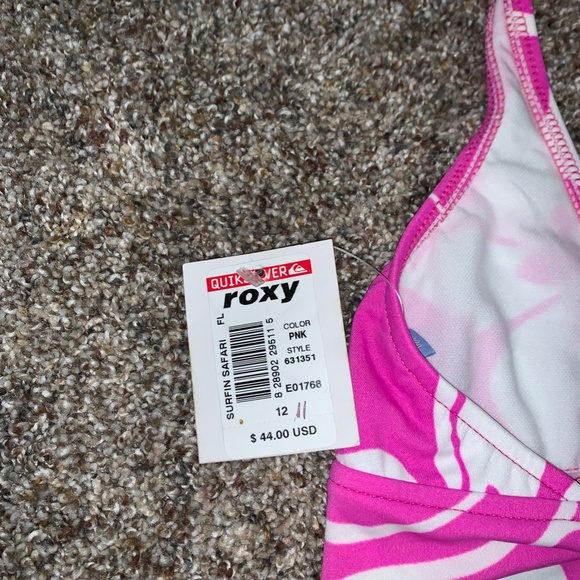 QUIKSILVER
roxy
SURFIN SAFARI FL
8 28902 29511 5
COLOR
PNK
STYLE
631351
E01768
12
$ 44.00 USD